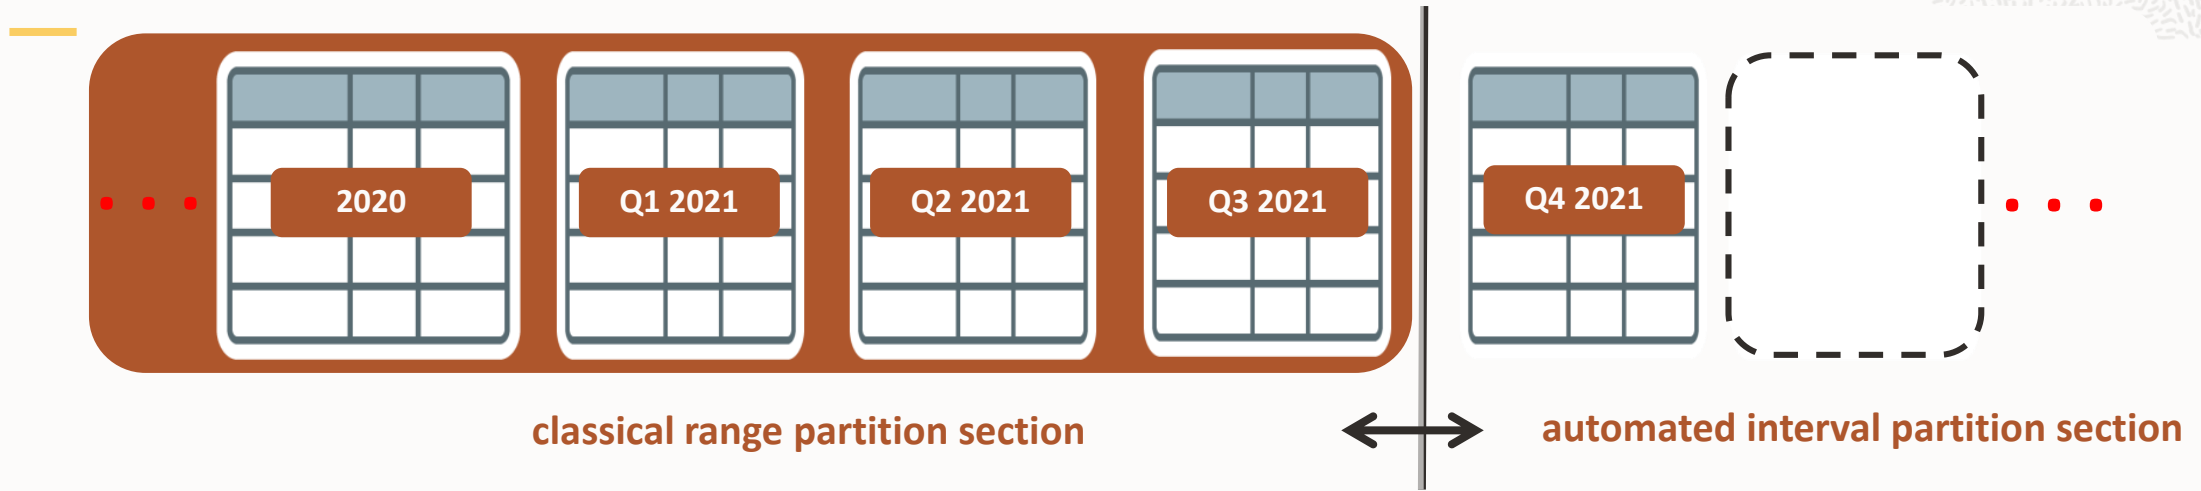 2020
Q1 2021
Q2 2021
Q3 2021
Q4 2021
classical range partition section
automated interval partition section